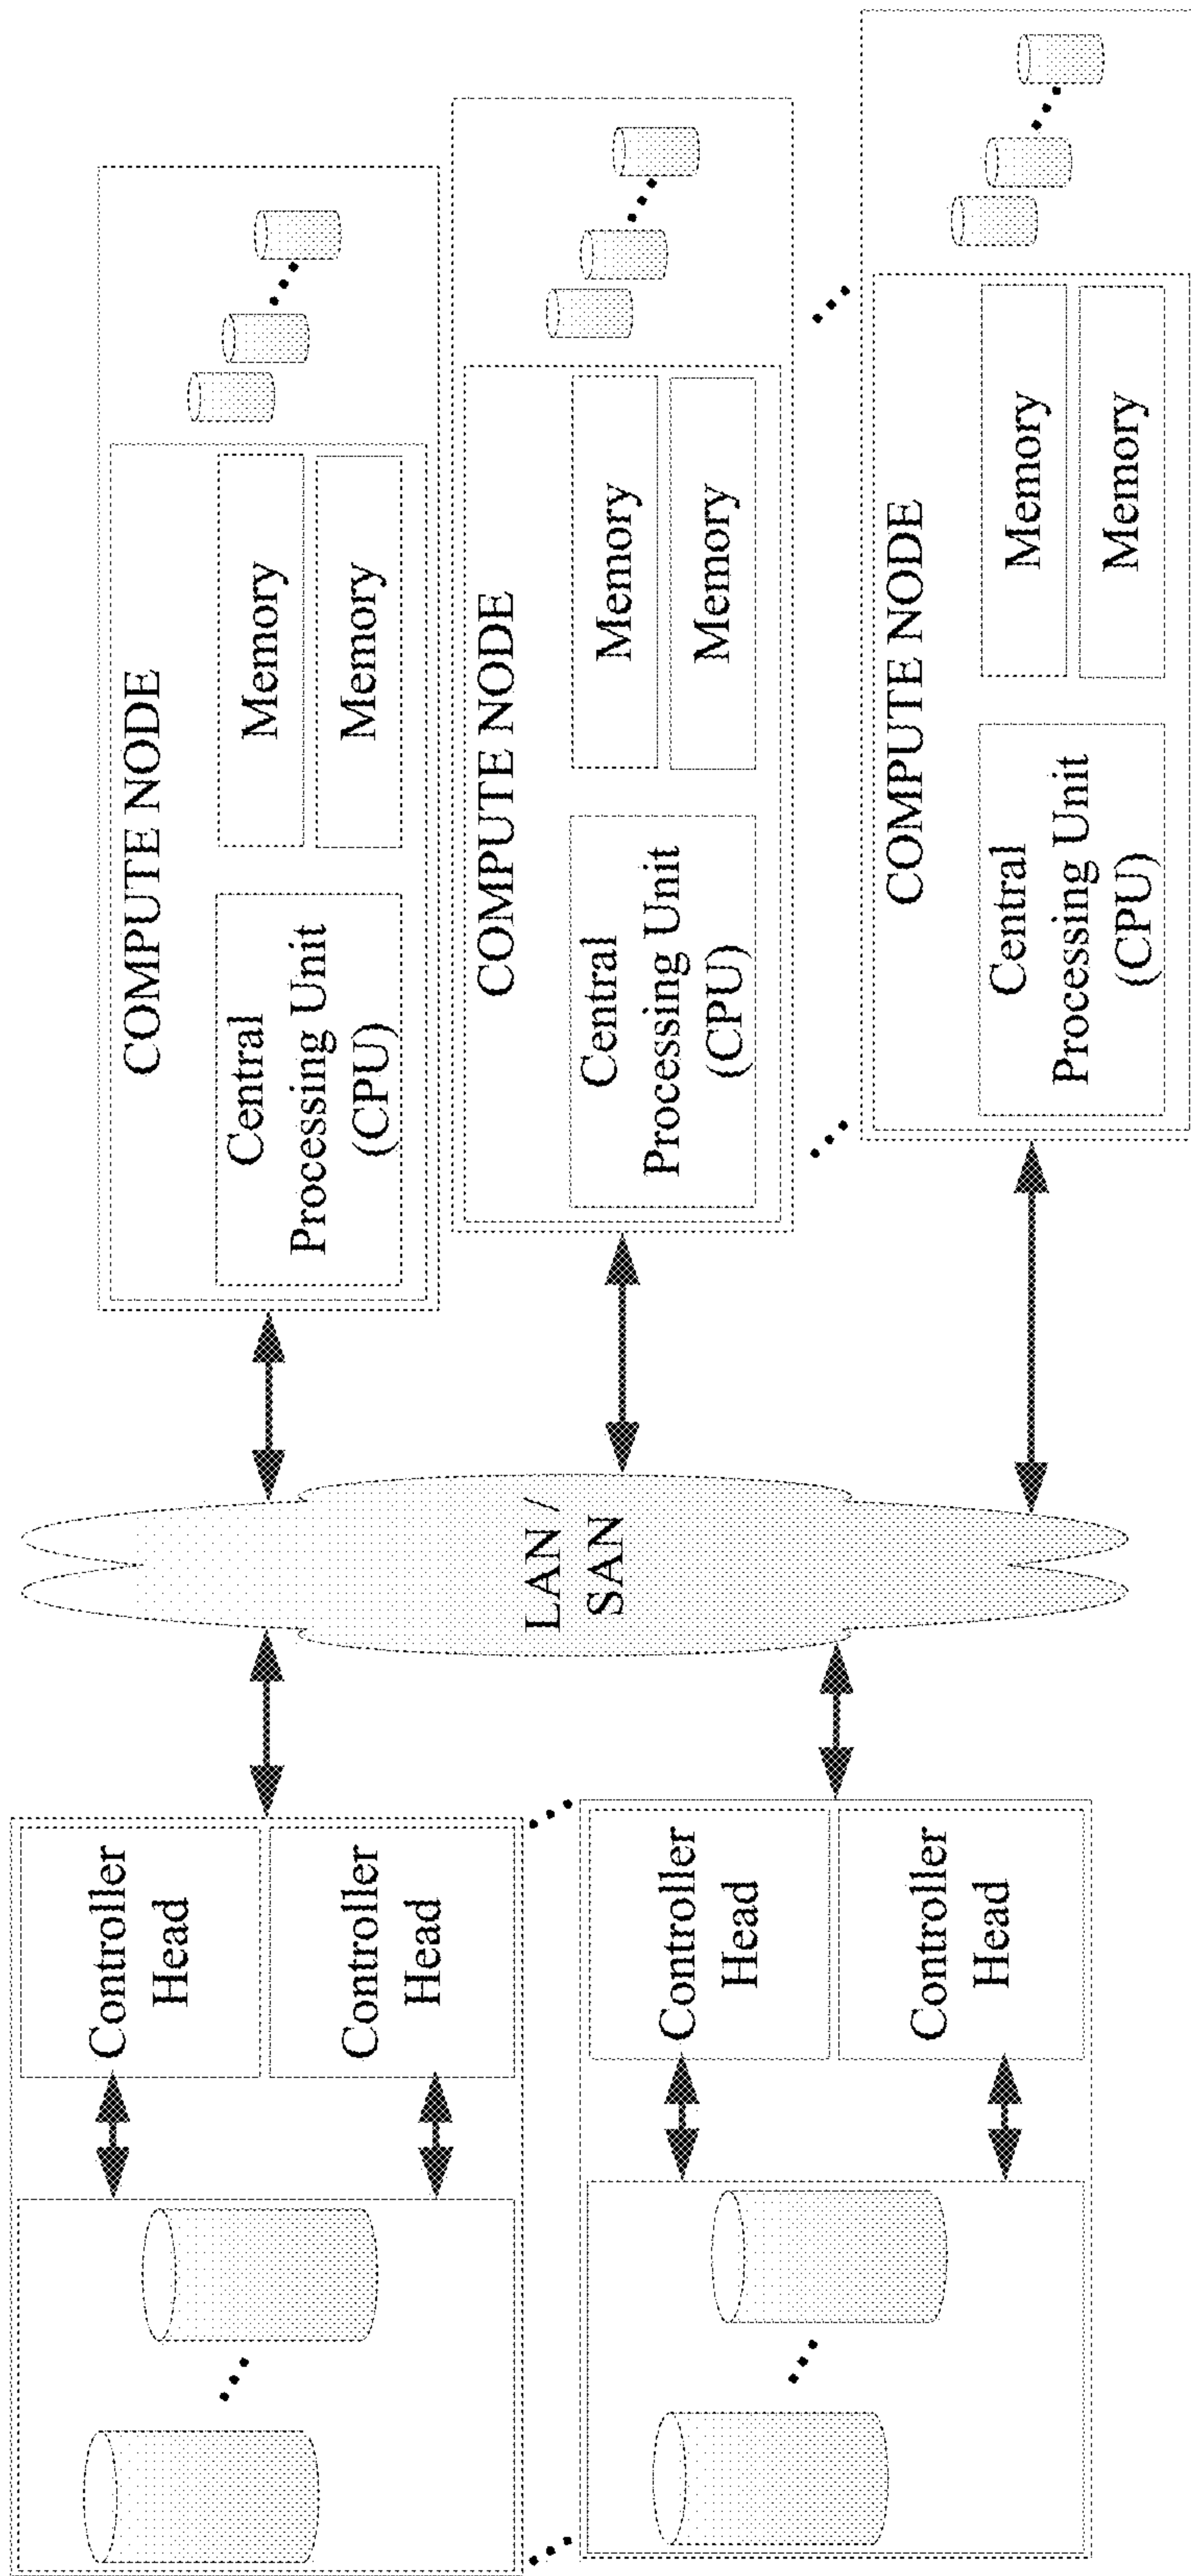 Controller
Head
Controller
Head
Controller
Head
Controller
Head
LAN /
SAN
COMPUTE NODE
Central
Processing Unit
(CPU)
Memory
Memory
COMPUTE NODE
Central
Processing Unit
(CPU)
Memory
Memory
COMPUTE NODE
Central
Processing Unit
(CPU)
Memory
Memory